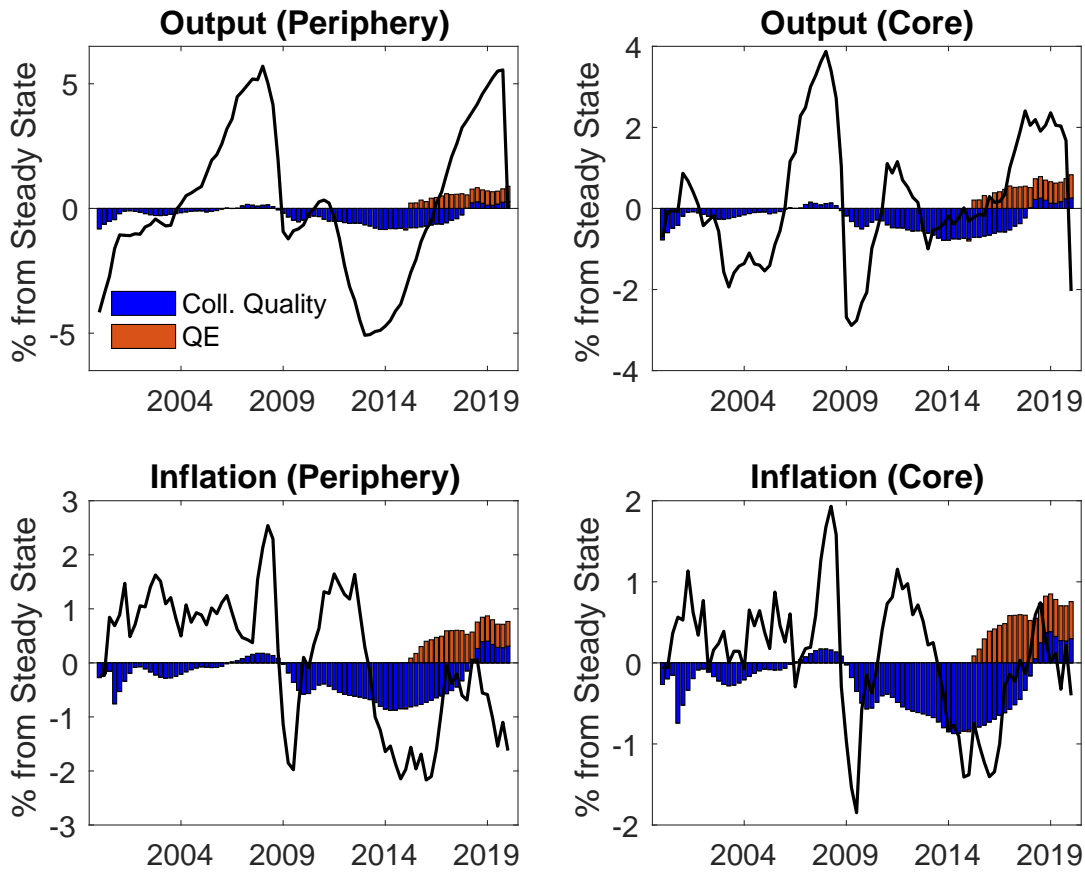 Output (Periphery)
% from Steady State
5
0
-5
Coll. Quality
QE
2004 2009 2014 2019
Output (Core)
% from Steady State
4
2
0
-2
-4
2004 2009 2014 2019
Inflation (Periphery)
% from Steady State
3
2
1
0
-1
-2
-3
2004 2009 2014 2019
Inflation (Core)
% from Steady State
2
1
0
-1
-2
2004 2009 2014 2019